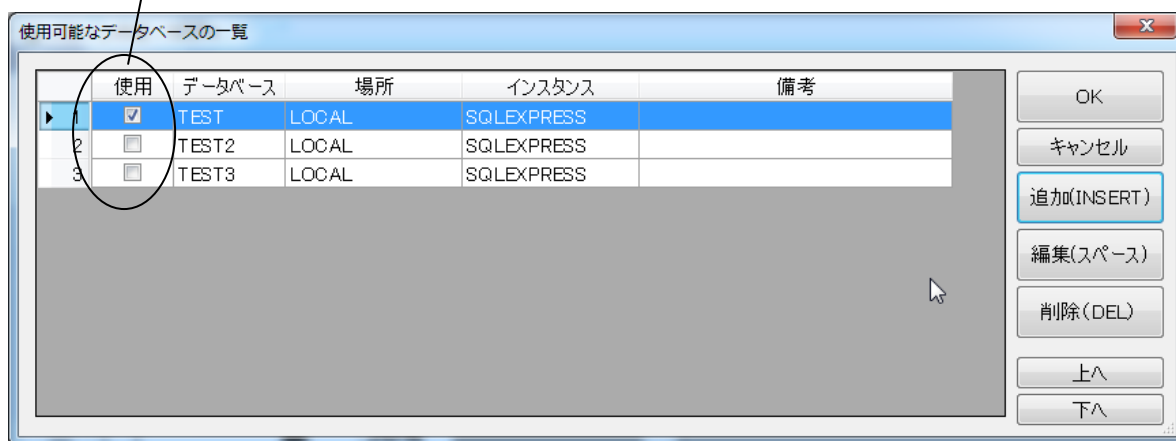 使用可能なデータベースの一覧
使用 データベース 場所 インスタンス 備考
1 TEST LOCAL SQLEXPRESS
2 TEST2 LOCAL SQLEXPRESS
3 TEST3 LOCAL SQLEXPRESS
OK
キャンセル
追加(INSERT)
編集(スペース)
削除(DEL)
上へ
下へ